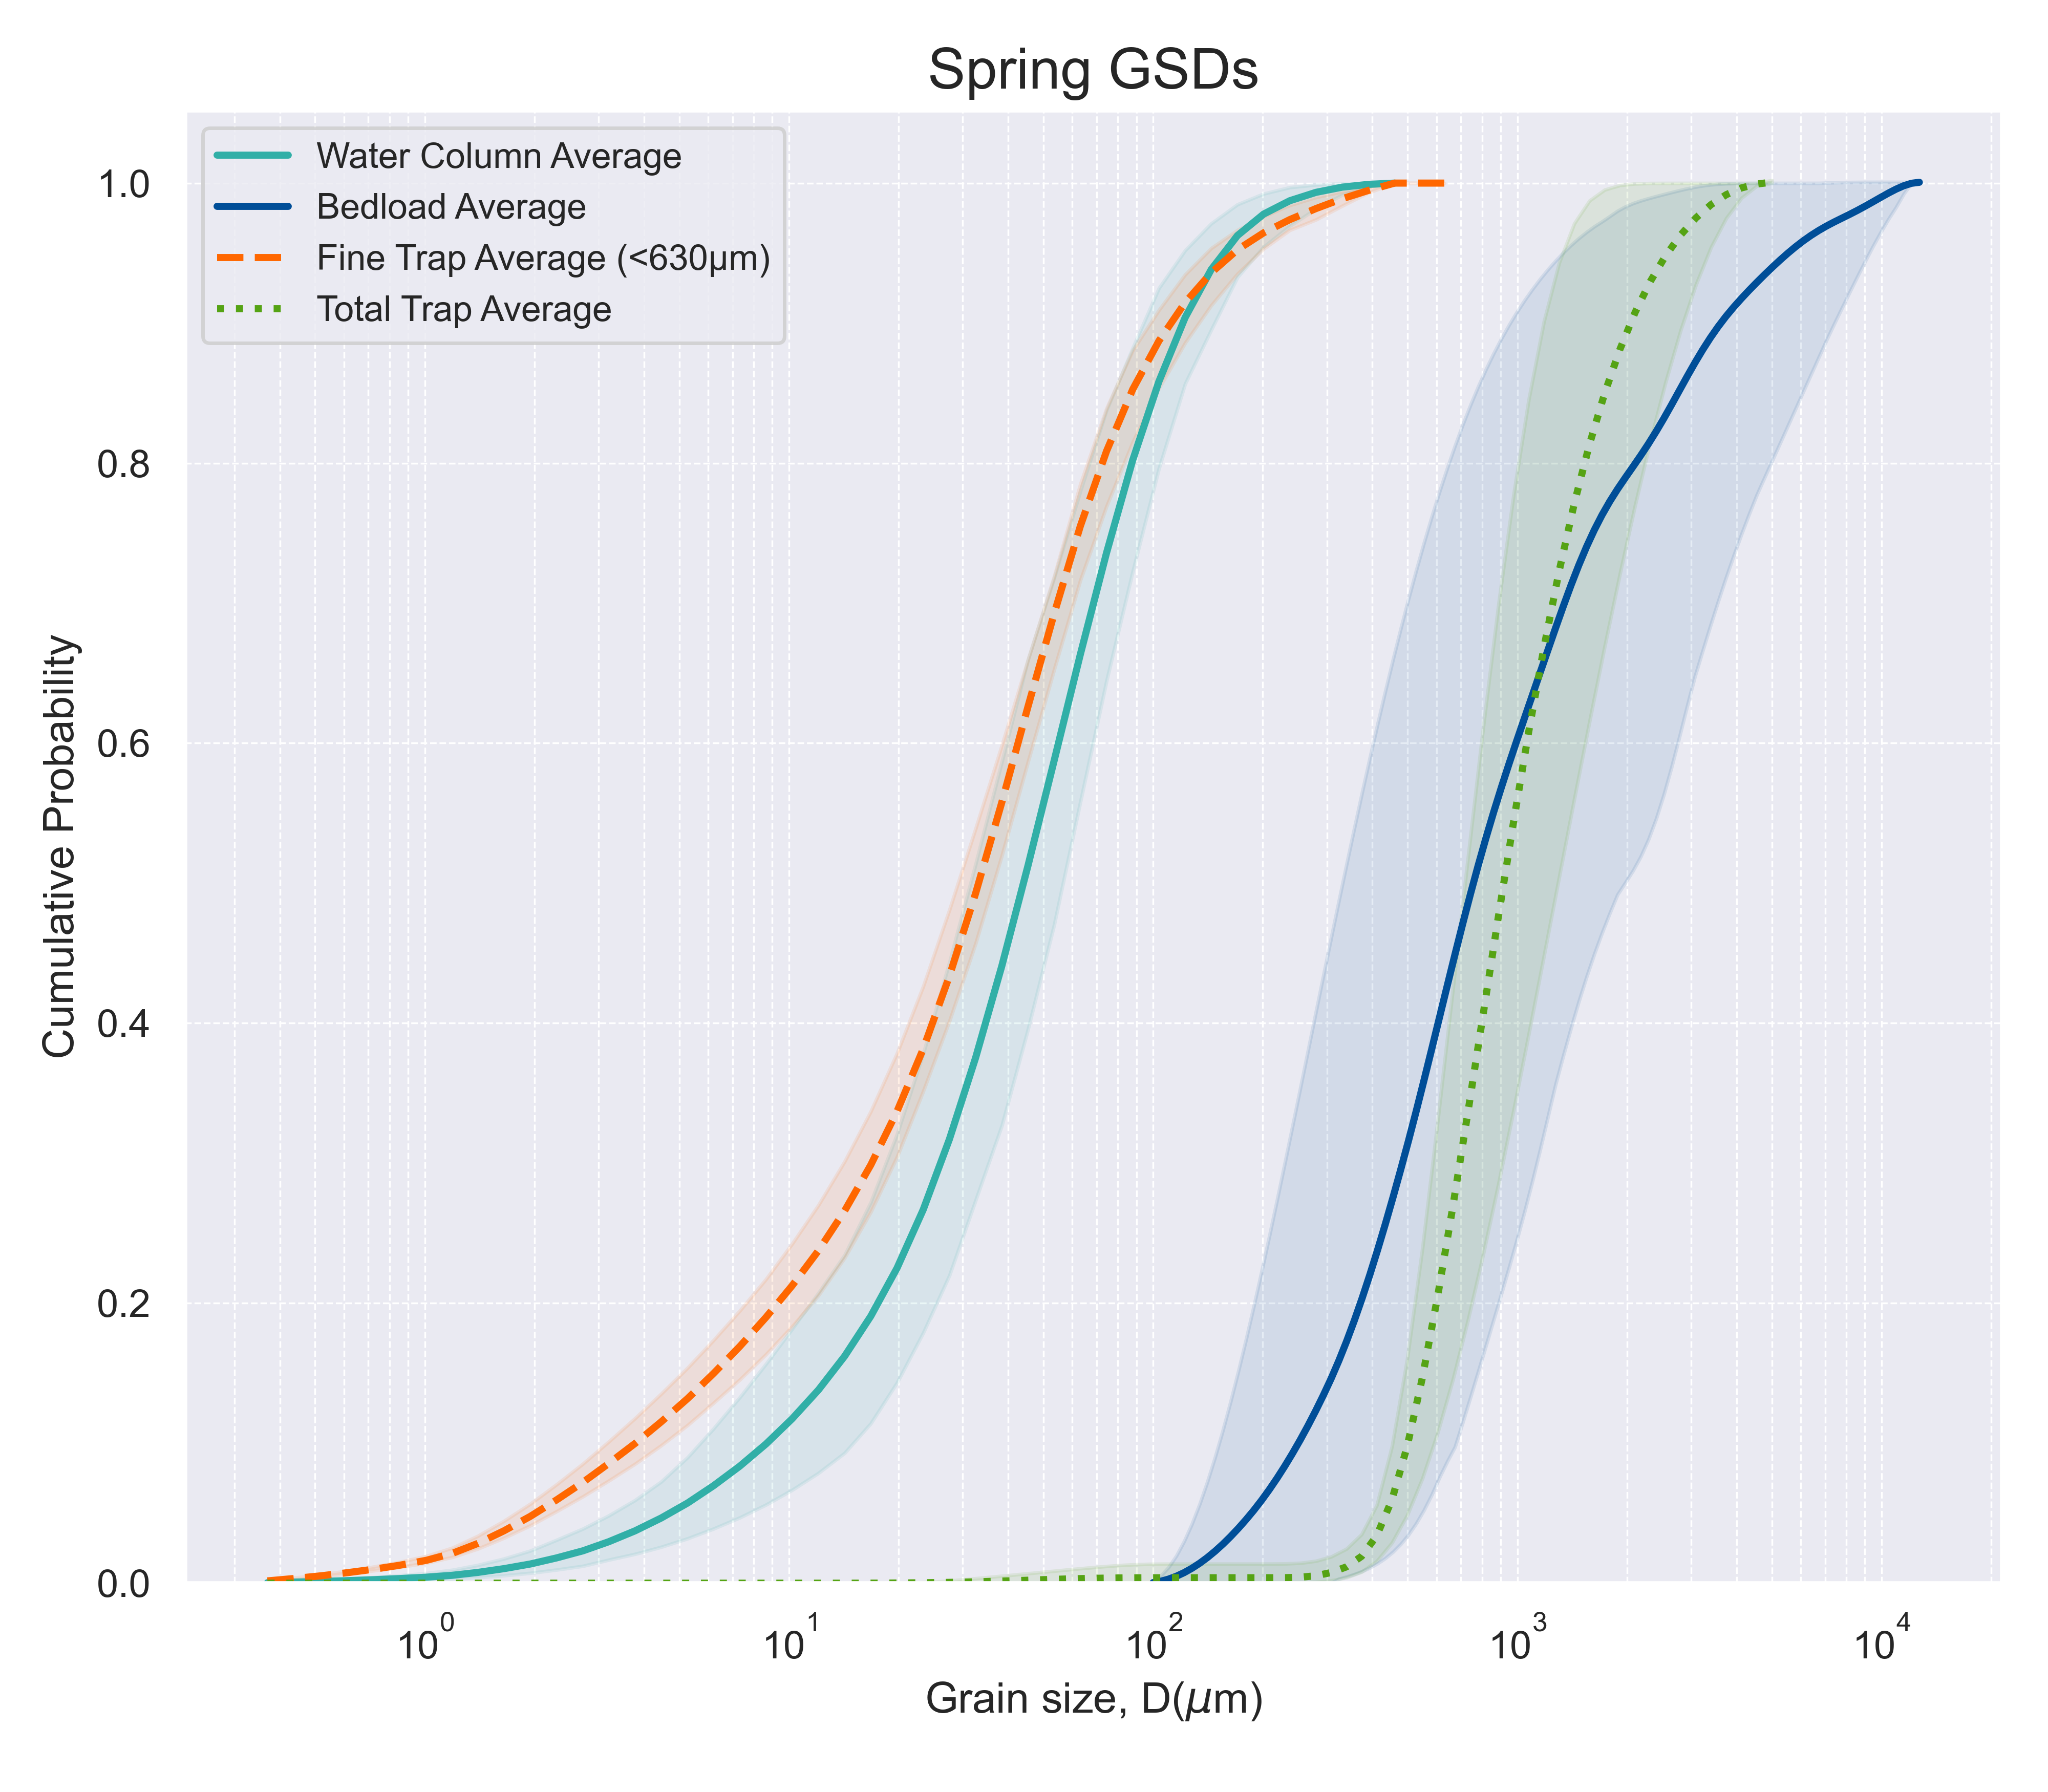 Spring GSDs
Water Column Average
Bedload Average
Fine Trap Average (<630µm)
Total Trap Average
Cumulative Probability
1.0
0.8
0.6
0.4
0.2
0.0
10⁰ 10¹ 10² 10³ 10⁴
Grain size, D(µm)